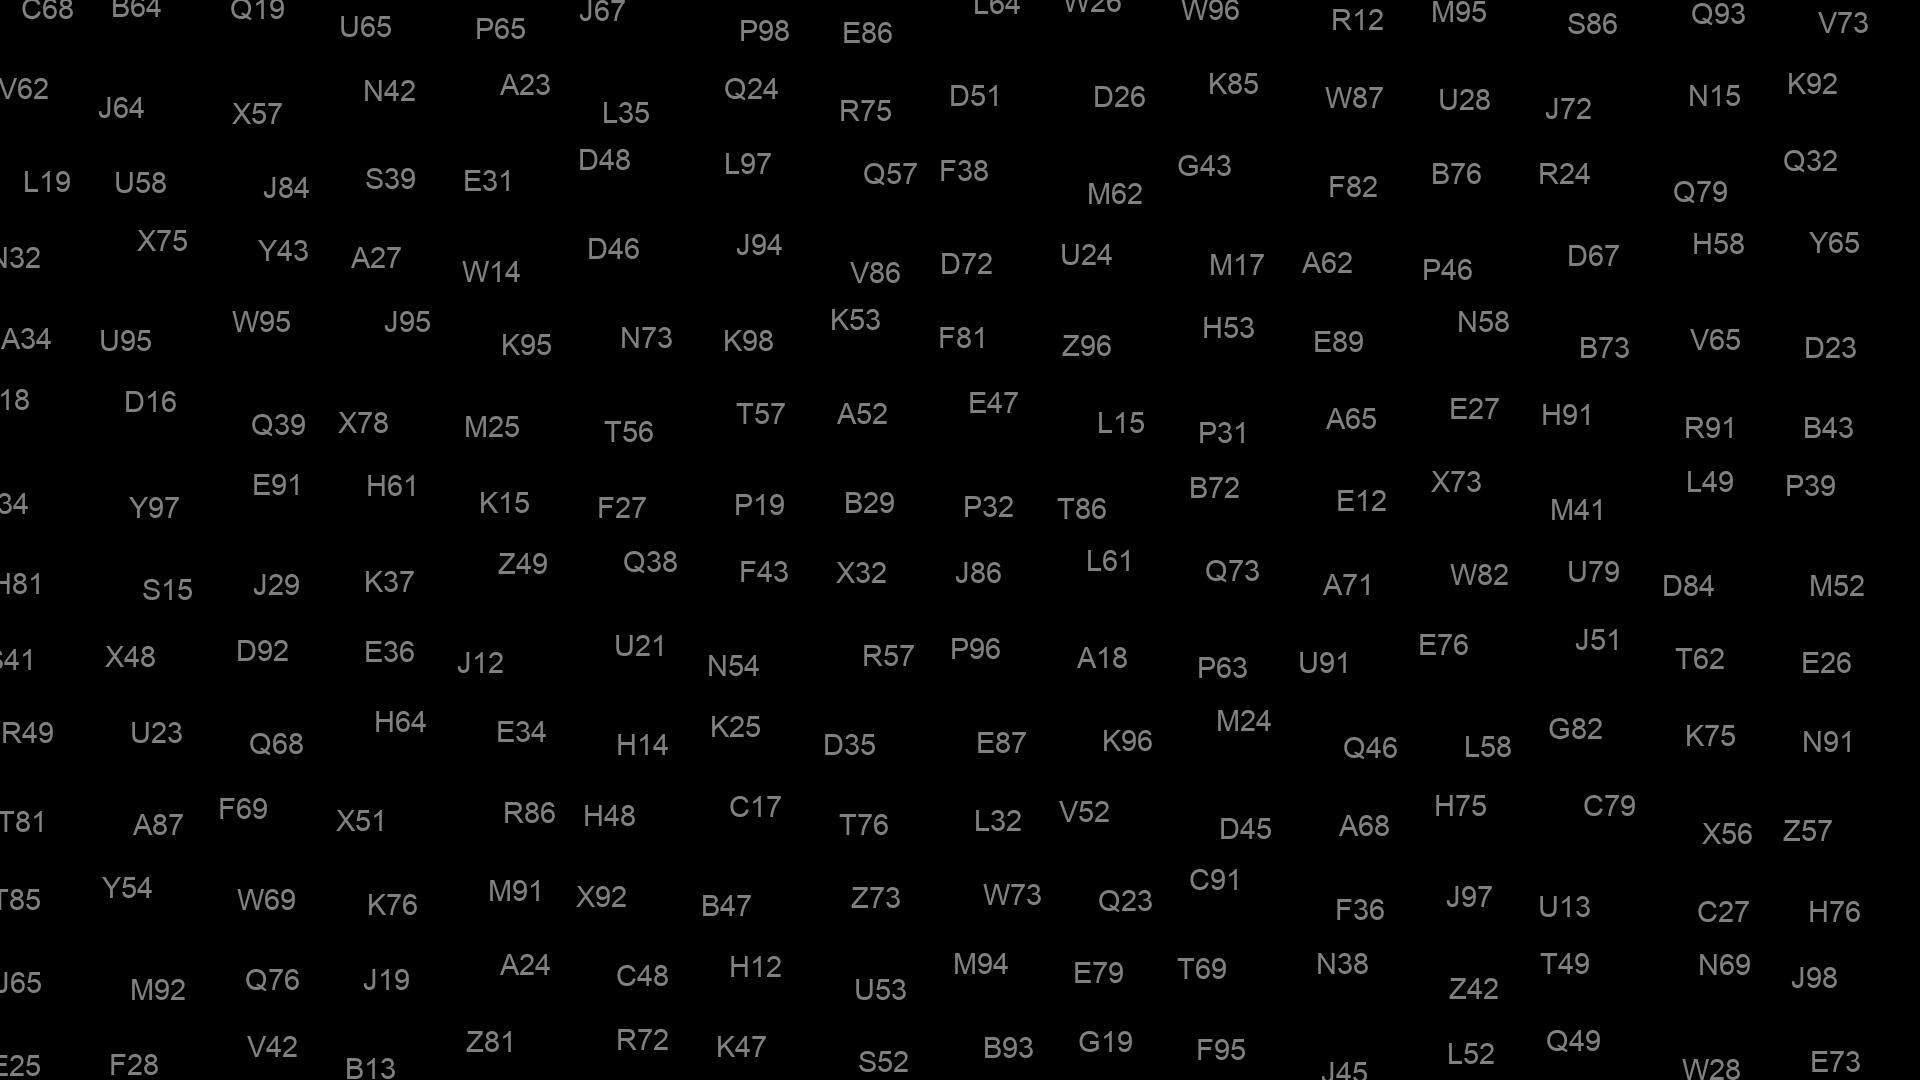 C68 B64 Q19 U65 P65 J67 P98 E86 L64 W26 W96 R12 M95 S86 Q93 V73
V62 J64 X57 N42 A23 L35 Q24 R75 D51 D26 K85 W87 U28 J72 N15 K92
L19 U58 J84 S39 E31 D48 L97 Q57 F38 M62 G43 F82 B76 R24 Q79 Q32
N32 X75 Y43 A27 W14 D46 J94 V86 D72 U24 M17 A62 P46 D67 H58 Y65
A34 U95 W95 J95 K95 N73 K98 K53 F81 Z96 H53 E89 N58 B73 V65 D23
18 D16 Q39 X78 M25 T56 T57 A52 E47 L15 P31 A65 E27 H91 R91 B43
34 Y97 E91 H61 K15 F27 P19 B29 P32 T86 B72 E12 X73 M41 L49 P39
H81 S15 J29 K37 Z49 Q38 F43 X32 J86 L61 Q73 A71 W82 U79 D84 M52
S41 X48 D92 E36 J12 U21 N54 R57 P96 A18 P63 U91 E76 J51 T62 E26
R49 U23 Q68 H64 E34 H14 K25 D35 E87 K96 M24 Q46 L58 G82 K75 N91
T81 A87 F69 X51 R86 H48 C17 T76 L32 V52 D45 A68 H75 C79 X56 Z57
T85 Y54 W69 K76 M91 X92 B47 Z73 W73 Q23 C91 F36 J97 U13 C27 H76
J65 M92 Q76 J19 A24 C48 H12 U53 M94 E79 T69 N38 Z42 T49 N69 J98
E25 F28 V42 B13 Z81 R72 K47 S52 B93 G19 F95 J45 L52 Q49 W28 E73